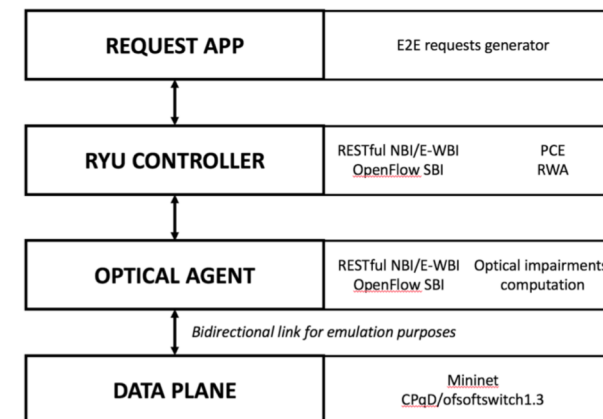 REQUEST APP
E2E requests generator
RYU CONTROLLER
RESTful NBI/E-WBI PCE
OpenFlow SBI RWA
OPTICAL AGENT
RESTful NBI/E-WBI Optical impairments
OpenFlow SBI computation
Bidirectional link for emulation purposes
DATA PLANE
Mininet
CPqD/ofsoftswitch1.3